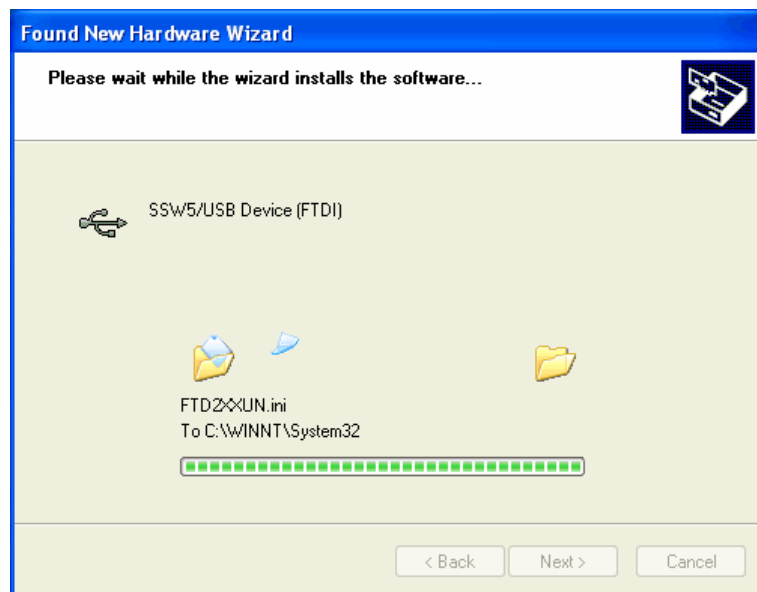 Found New Hardware Wizard
Please wait while the wizard installs the software...
SSW5/USB Device (FTDI)
FTD2XXUN.ini
To C:\WINNT\System32
< Back
Next >
Cancel